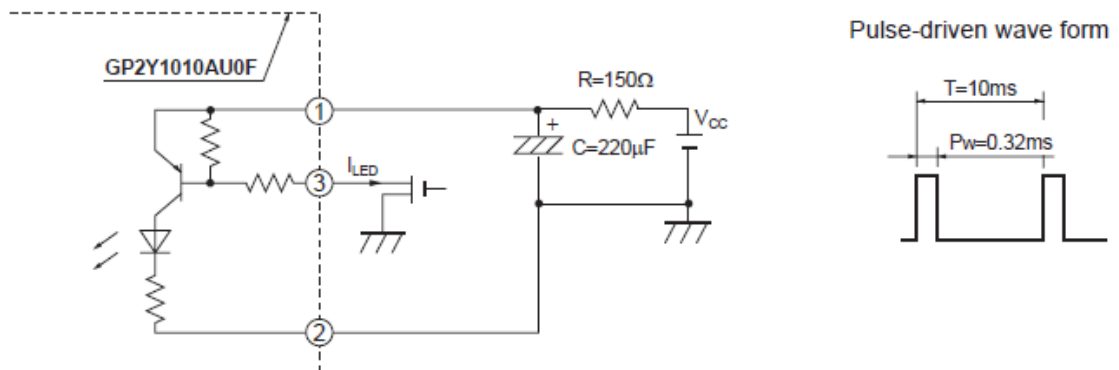 Pulse-driven wave form
GP2Y1010AU0F
R=150Ω
T=10ms
1
VCC
+
C=220μF
Pw=0.32ms
ILED
3
2